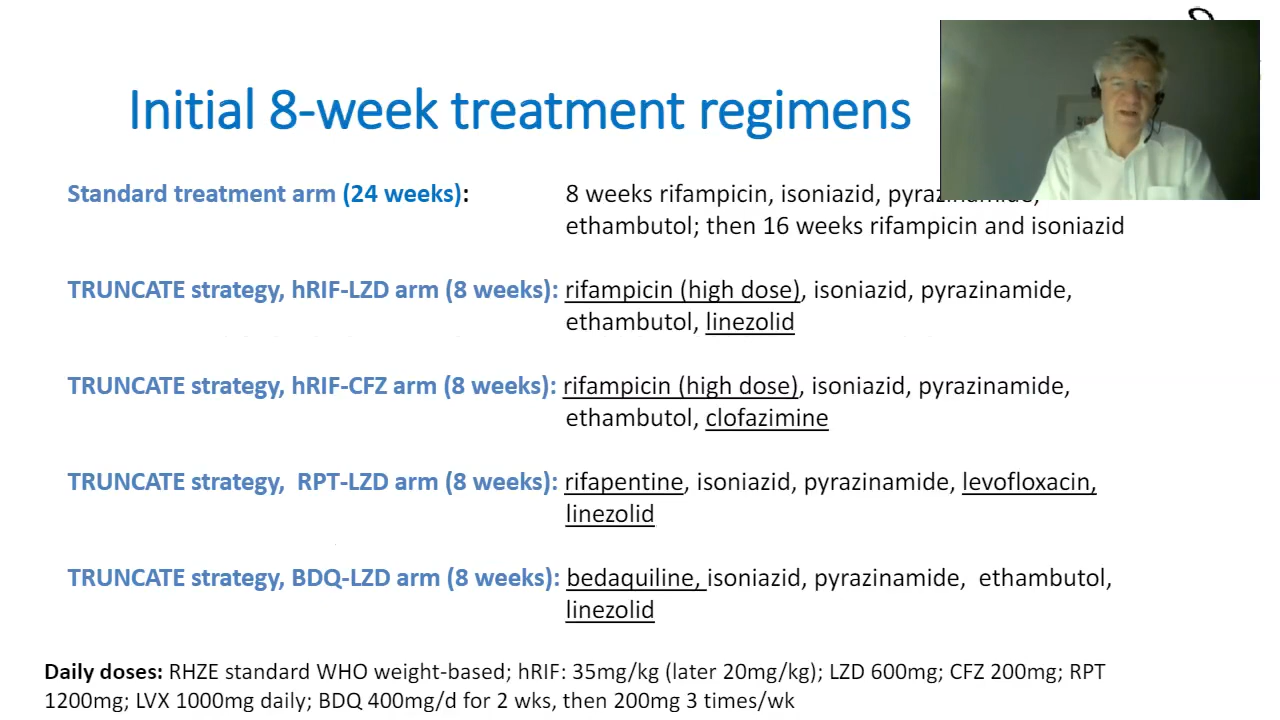 Initial 8-week treatment regimens
Standard treatment arm (24 weeks): 8 weeks rifampicin, isoniazid, pyrazinamide,
ethambutol; then 16 weeks rifampicin and isoniazid
TRUNCATE strategy, hRIF-LZD arm (8 weeks): rifampicin (high dose), isoniazid, pyrazinamide,
ethambutol, linezolid
TRUNCATE strategy, hRIF-CFZ arm (8 weeks): rifampicin (high dose), isoniazid, pyrazinamide,
ethambutol, clofazimine
TRUNCATE strategy, RPT-LZD arm (8 weeks): rifapentine, isoniazid, pyrazinamide, levofloxacin,
linezolid
TRUNCATE strategy, BDQ-LZD arm (8 weeks): bedaquiline, isoniazid, pyrazinamide, ethambutol,
linezolid
Daily doses: RHZE standard WHO weight-based; hRIF: 35mg/kg (later 20mg/kg); LZD 600mg; CFZ 200mg; RPT
1200mg; LVX 1000mg daily; BDQ 400mg/d for 2 wks, then 200mg 3 times/wk